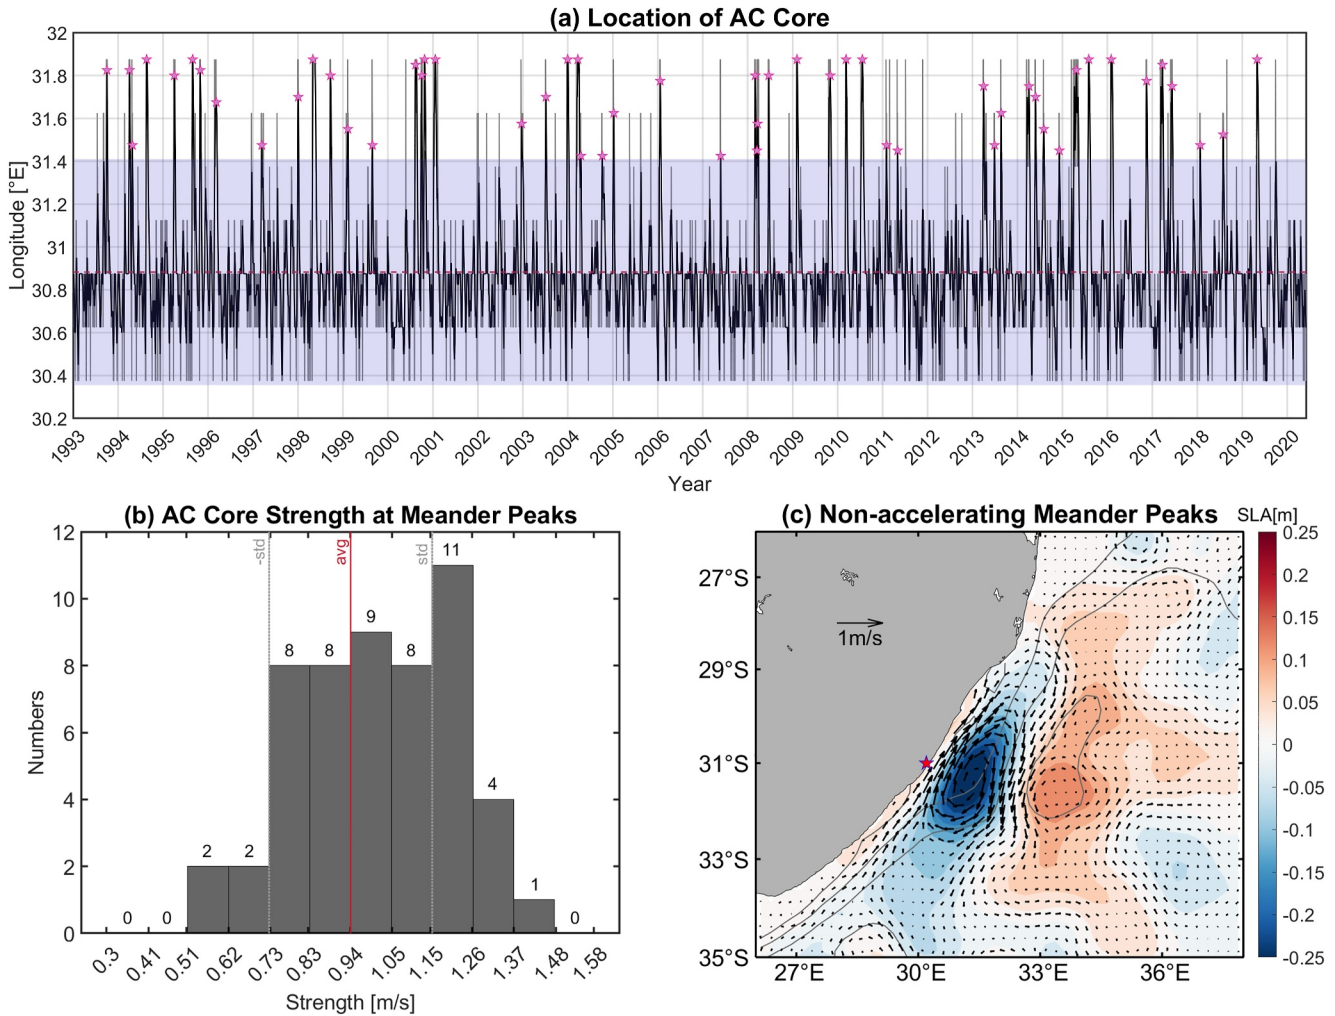 (a) Location of AC Core
Longitude [°E]
32
31.8
31.6
31.4
31.2
31
30.8
30.6
30.4
30.2
1993 1994 1995 1996 1997 1998 1999 2000 2001 2002 2003 2004 2005 2006 2007 2008 2009 2010 2011 2012 2013 2014 2015 2016 2017 2018 2019 2020
Year
(b) AC Core Strength at Meander Peaks
Numbers
12
10
8
6
4
2
0
-std
avg
std
0 0 2 2 8 8 9 8 11 4 1 0
0.3 0.41 0.51 0.62 0.73 0.83 0.94 1.05 1.15 1.26 1.37 1.48 1.58
Strength [m/s]
(c) Non-accelerating Meander Peaks
SLA[m]
1m/s
27°S
29°S
31°S
33°S
35°S
27°E 30°E 33°E 36°E
0.25
0.2
0.15
0.1
0.05
0
-0.05
-0.1
-0.15
-0.2
-0.25